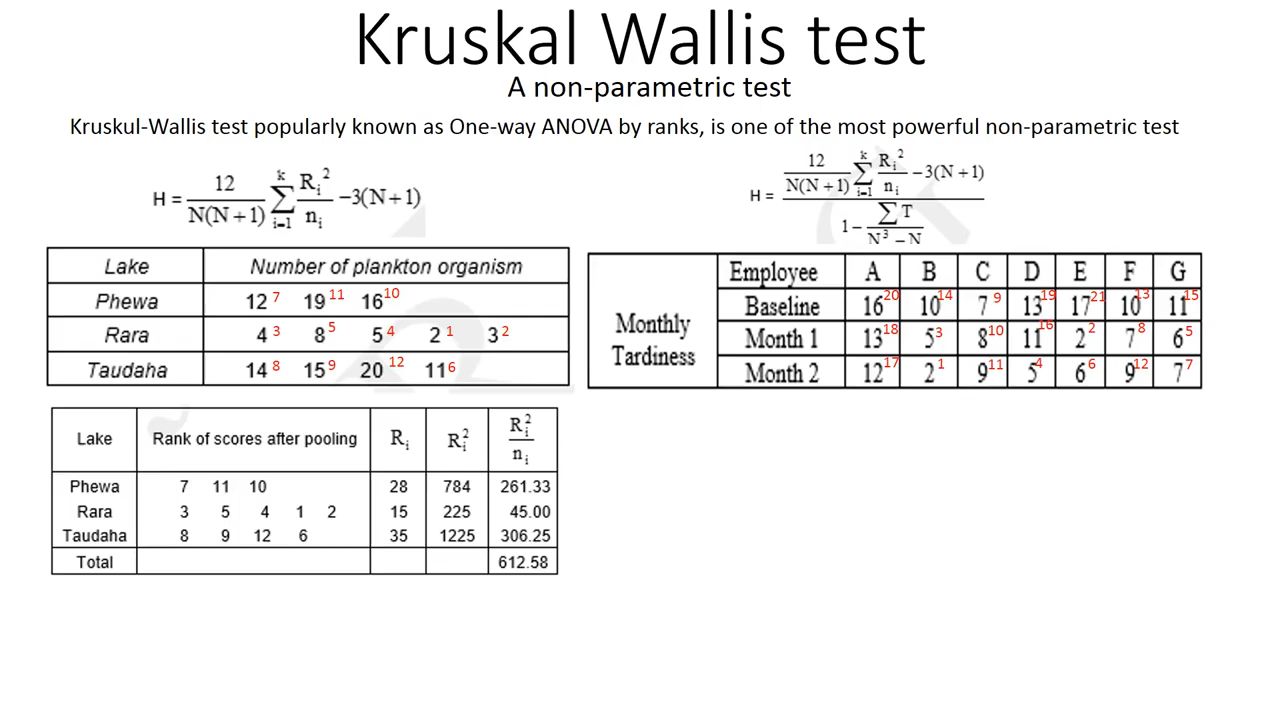 Kruskal Wallis test
A non-parametric test
Kruskul-Wallis test popularly known as One-way ANOVA by ranks, is one of the most powerful non-parametric test
H = 12/N(N+1) k∑i=1 Ri²/ni −3(N+1)
H = (12/N(N+1) k∑i=1 Ri²/ni −3(N+1)) / (1− ∑T/N³−N)
Lake Number of plankton organism
Phewa 12 7 19 11 16 10
Rara 4 3 8 5 5 4 2 1 3 2
Taudaha 14 8 15 9 20 12 11 6
Monthly Tardiness
Employee A B C D E F G
Baseline 16 20 10 14 7 9 13 19 17 21 10 13 11 15
Month 1 13 18 5 3 8 10 11 16 2 2 7 8 6 5
Month 2 12 17 2 1 9 11 5 4 6 6 9 12 7 7
Lake Rank of scores after pooling Ri Ri² Ri²/ni
Phewa 7 11 10 28 784 261.33
Rara 3 5 4 1 2 15 225 45.00
Taudaha 8 9 12 6 35 1225 306.25
Total 612.58